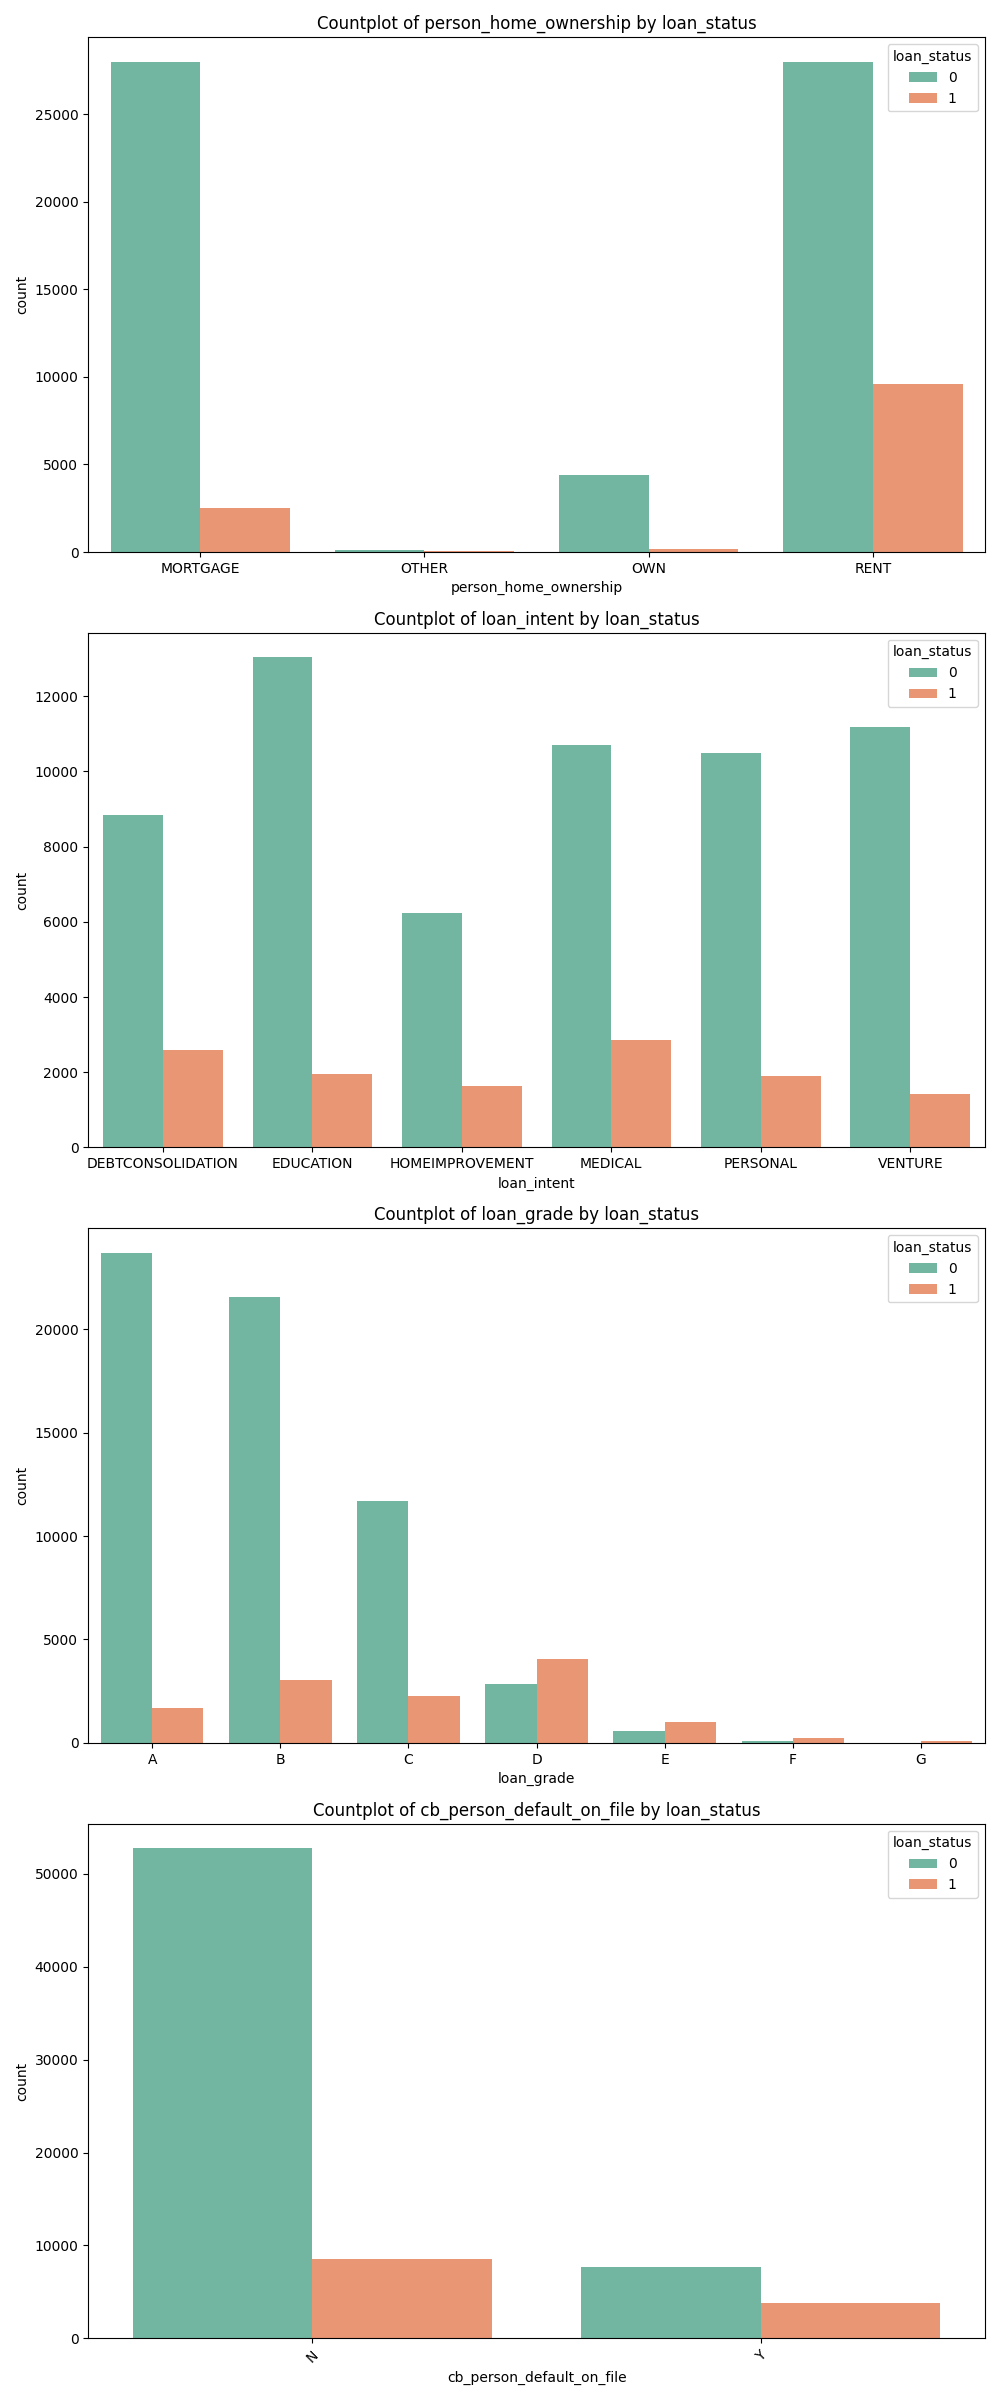 Countplot of person_home_ownership by loan_status
loan_status
0
1
25000
20000
15000
10000
5000
0
count
MORTGAGE OTHER OWN RENT
person_home_ownership
Countplot of loan_intent by loan_status
loan_status
0
1
12000
10000
8000
6000
4000
2000
0
count
DEBTCONSOLIDATION EDUCATION HOMEIMPROVEMENT MEDICAL PERSONAL VENTURE
loan_intent
Countplot of loan_grade by loan_status
loan_status
0
1
20000
15000
10000
5000
0
count
A B C D E F G
loan_grade
Countplot of cb_person_default_on_file by loan_status
loan_status
0
1
50000
40000
30000
20000
10000
0
count
N Y
cb_person_default_on_file